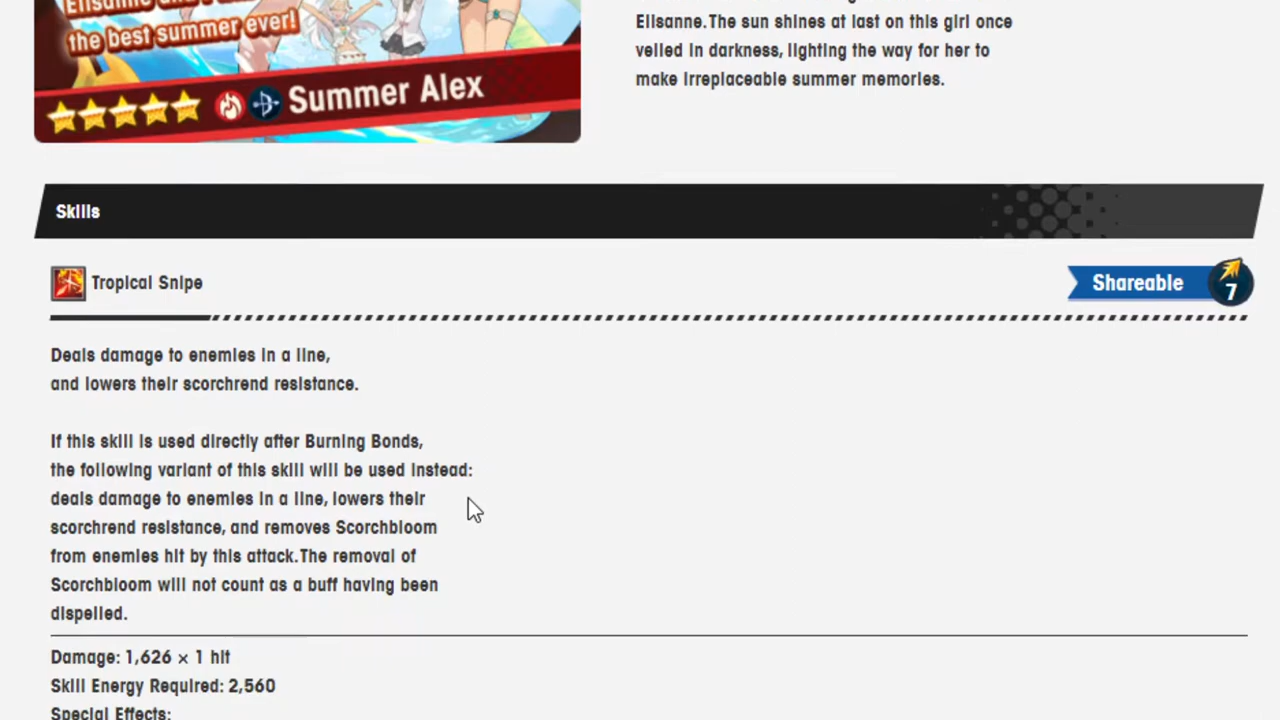 Elisanne and I
the best summer ever!
Summer Alex
Elisanne.The sun shines at last on this girl once
veiled in darkness, lighting the way for her to
make irreplaceable summer memories.
Skills
Tropical Snipe
Shareable
7
Deals damage to enemies in a line,
and lowers their scorchrend resistance.
If this skill is used directly after Burning Bonds,
the following variant of this skill will be used instead:
deals damage to enemies in a line, lowers their
scorchrend resistance, and removes Scorchbloom
from enemies hit by this attack.The removal of
Scorchbloom will not count as a buff having been
dispelled.
Damage: 1,626 × 1 hit
Skill Energy Required: 2,560
Special Effects: